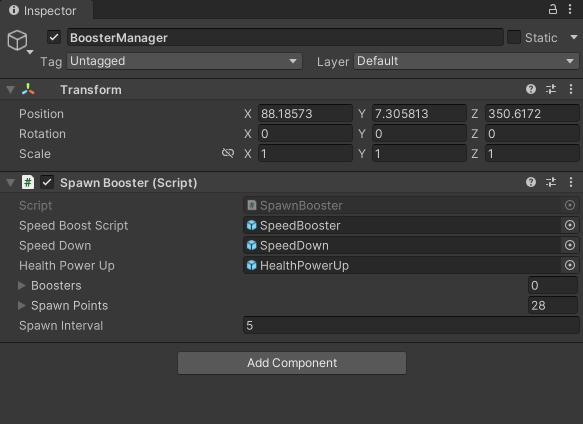 Inspector
BoosterManager Static
Tag Untagged Layer Default
Transform
Position X 88.18573 Y 7.305813 Z 350.6172
Rotation X 0 Y 0 Z 0
Scale X 1 Y 1 Z 1
# Spawn Booster (Script)
Script # SpawnBooster
Speed Boost Script SpeedBooster
Speed Down SpeedDown
Health Power Up HealthPowerUp
Boosters 0
Spawn Points 28
Spawn Interval 5
Add Component